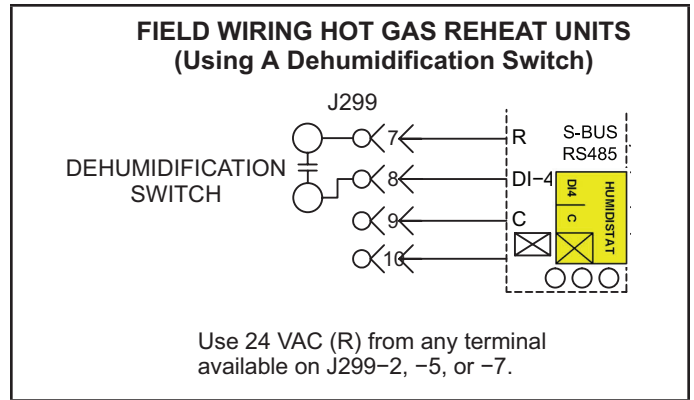 FIELD WIRING HOT GAS REHEAT UNITS
(Using A Dehumidification Switch)
J299
DEHUMIDIFICATION
SWITCH
7
R
S-BUS
RS485
8
DI−4
9
C
10
DI4
C
HUMIDISTAT
Use 24 VAC (R) from any terminal
available on J299−2, −5, or −7.